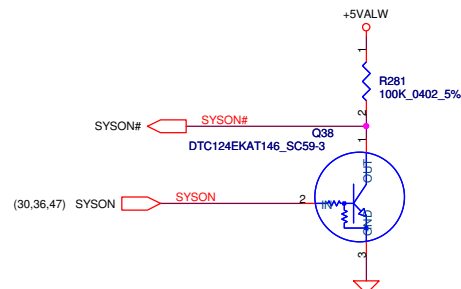 +5VALW
1
R281
100K_0402_5%
2
SYSON# SYSON#
Q38
1
DTC124EKAT146_SC59-3
OUT
(30,36,47) SYSON SYSON 2 IN
GND
3